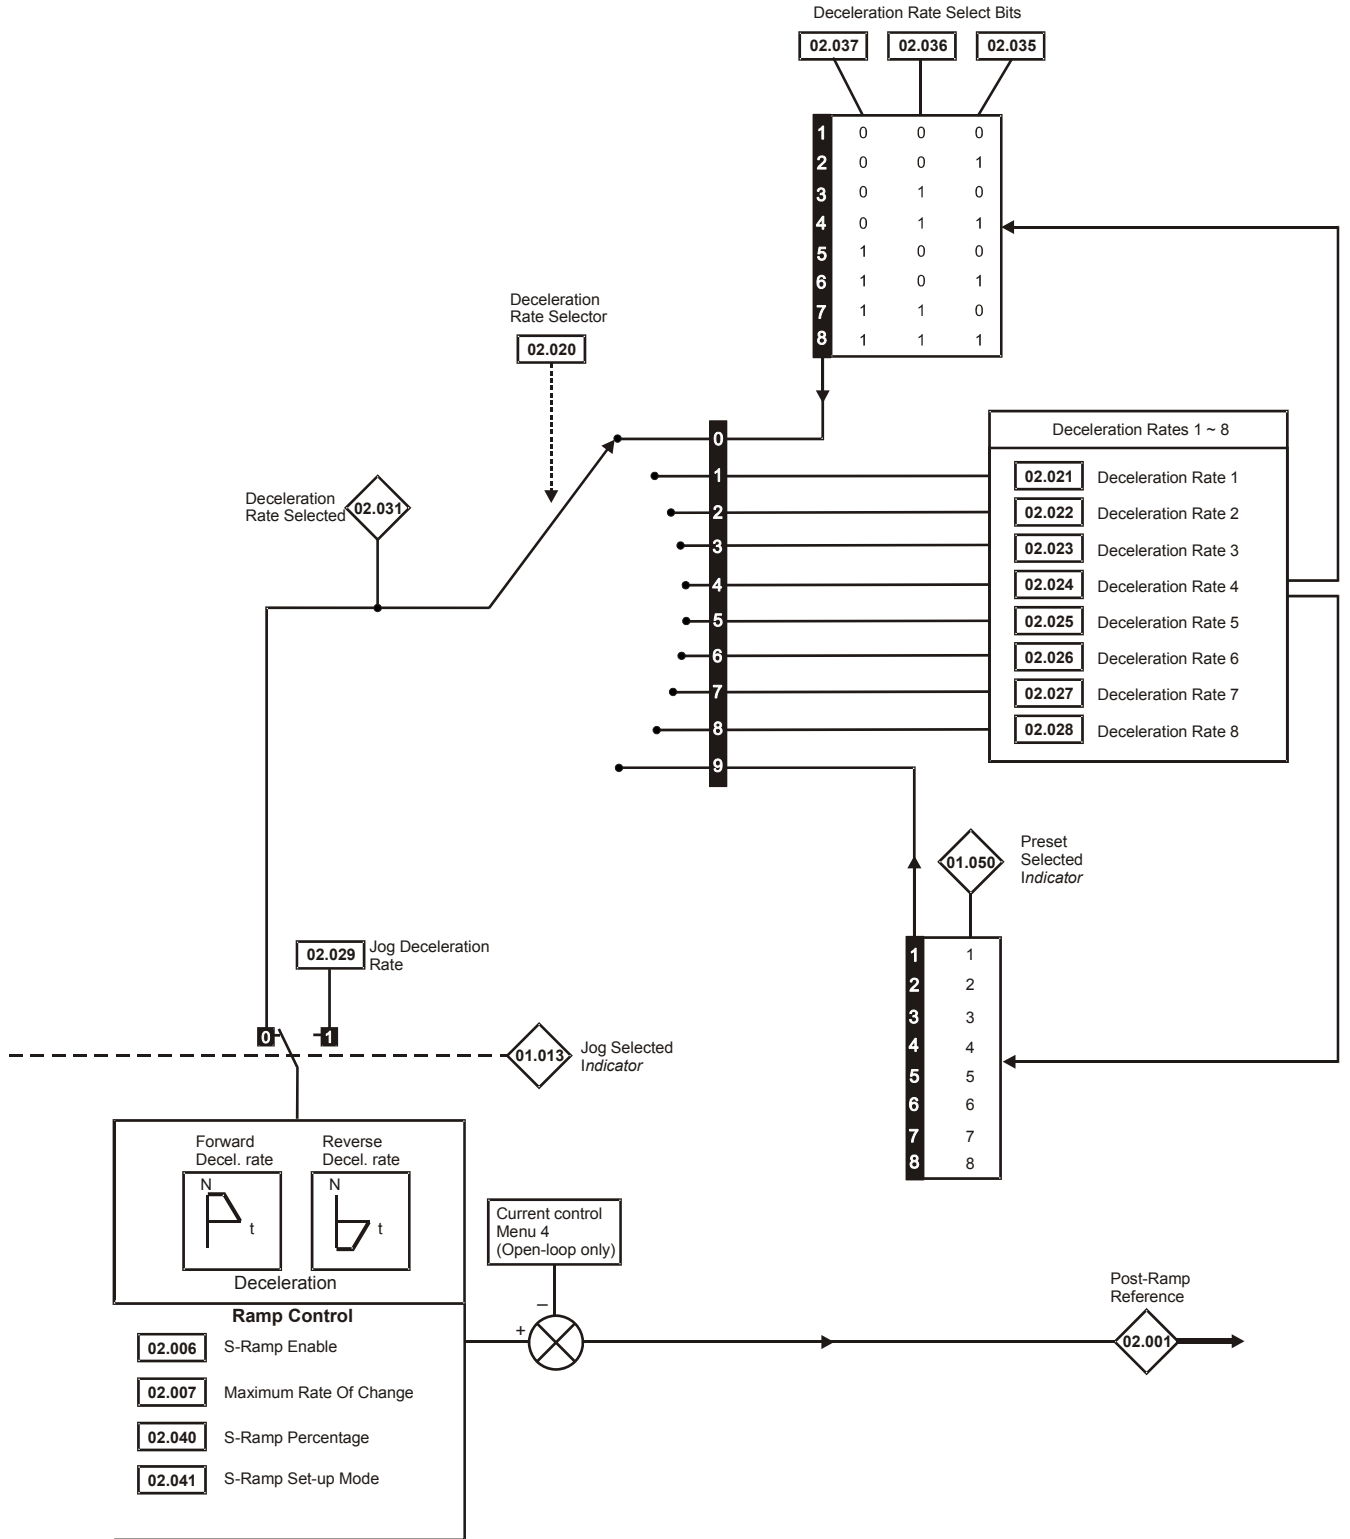 Deceleration Rate Select Bits
02.037 02.036 02.035
1 0 0 0
2 0 0 1
3 0 1 0
4 0 1 1
5 1 0 0
6 1 0 1
7 1 1 0
8 1 1 1
Deceleration
Rate Selector
02.020
0
1
2
3
4
5
6
7
8
9
Deceleration Rates 1 ~ 8
02.021 Deceleration Rate 1
02.022 Deceleration Rate 2
02.023 Deceleration Rate 3
02.024 Deceleration Rate 4
02.025 Deceleration Rate 5
02.026 Deceleration Rate 6
02.027 Deceleration Rate 7
02.028 Deceleration Rate 8
Deceleration
Rate Selected
02.031
01.050
Preset
Selected
Indicator
1 1
2 2
3 3
4 4
5 5
6 6
7 7
8 8
02.029
Jog Deceleration
Rate
0 1
01.013
Jog Selected
Indicator
Forward
Decel. rate
N
t
Reverse
Decel. rate
N
t
Deceleration
Ramp Control
02.006 S-Ramp Enable
02.007 Maximum Rate Of Change
02.040 S-Ramp Percentage
02.041 S-Ramp Set-up Mode
Current control
Menu 4
(Open-loop only)
–
+
Post-Ramp
Reference
02.001